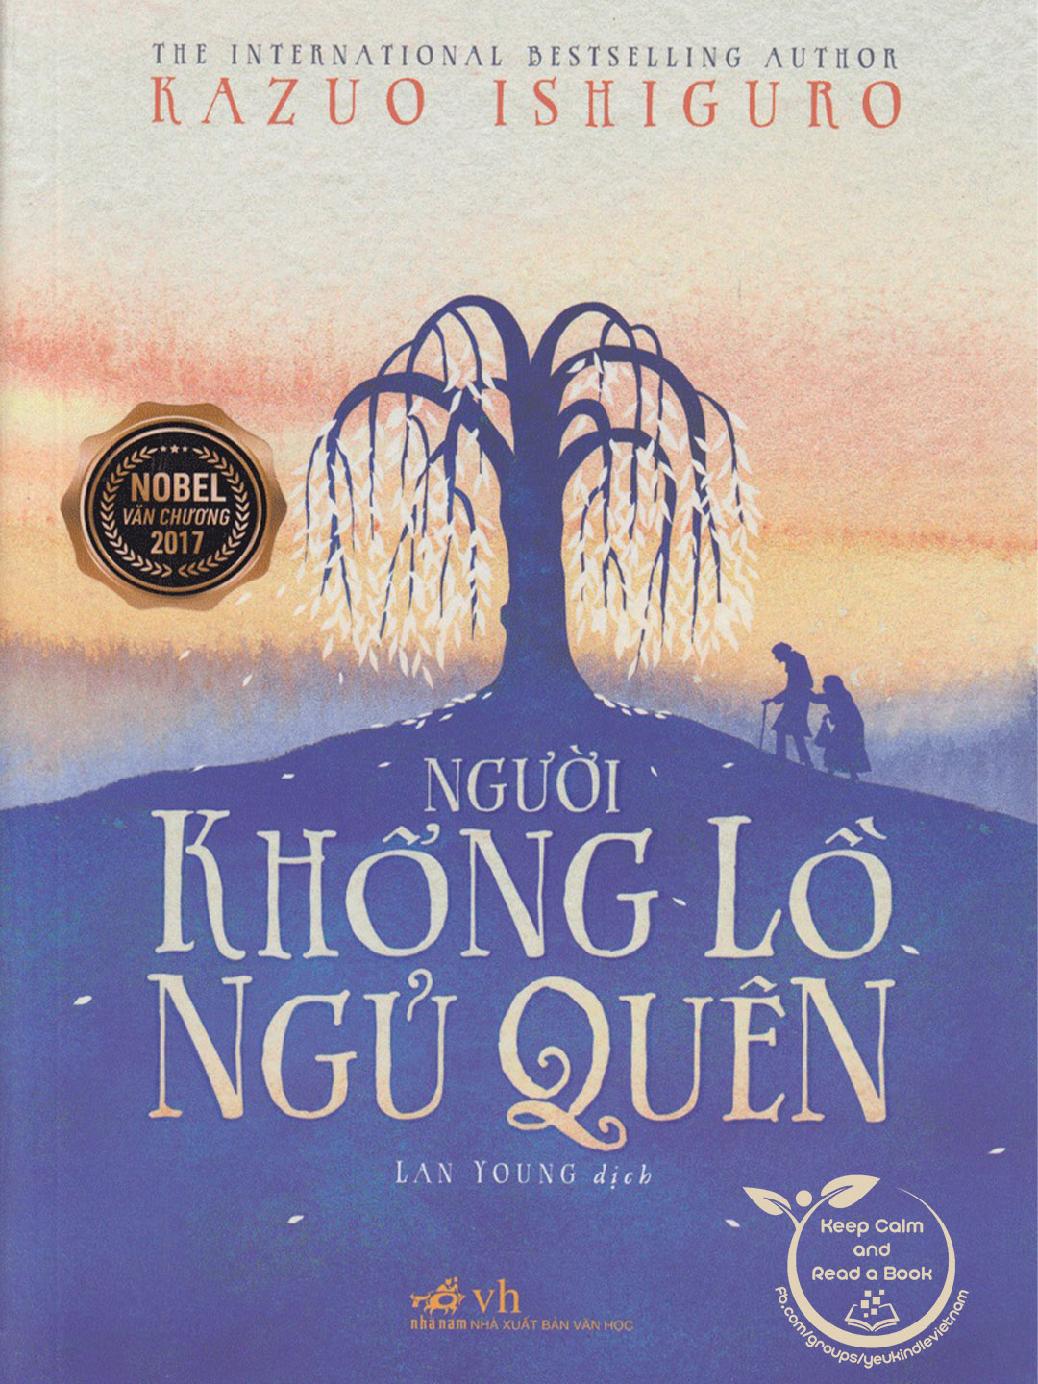 THE INTERNATIONAL BESTSELLING AUTHOR
KAZUO ISHIGURO
NOBEL
VĂN CHƯƠNG
2017
NGƯỜI
KHỔNG LỒ
NGỦ QUÊN
LAN YOUNG dịch
vh
nhã nam NHÀ XUẤT BẢN VĂN HỌC
Keep Calm
and
Read a Book
fb.com/groups/yeukindlevietnam